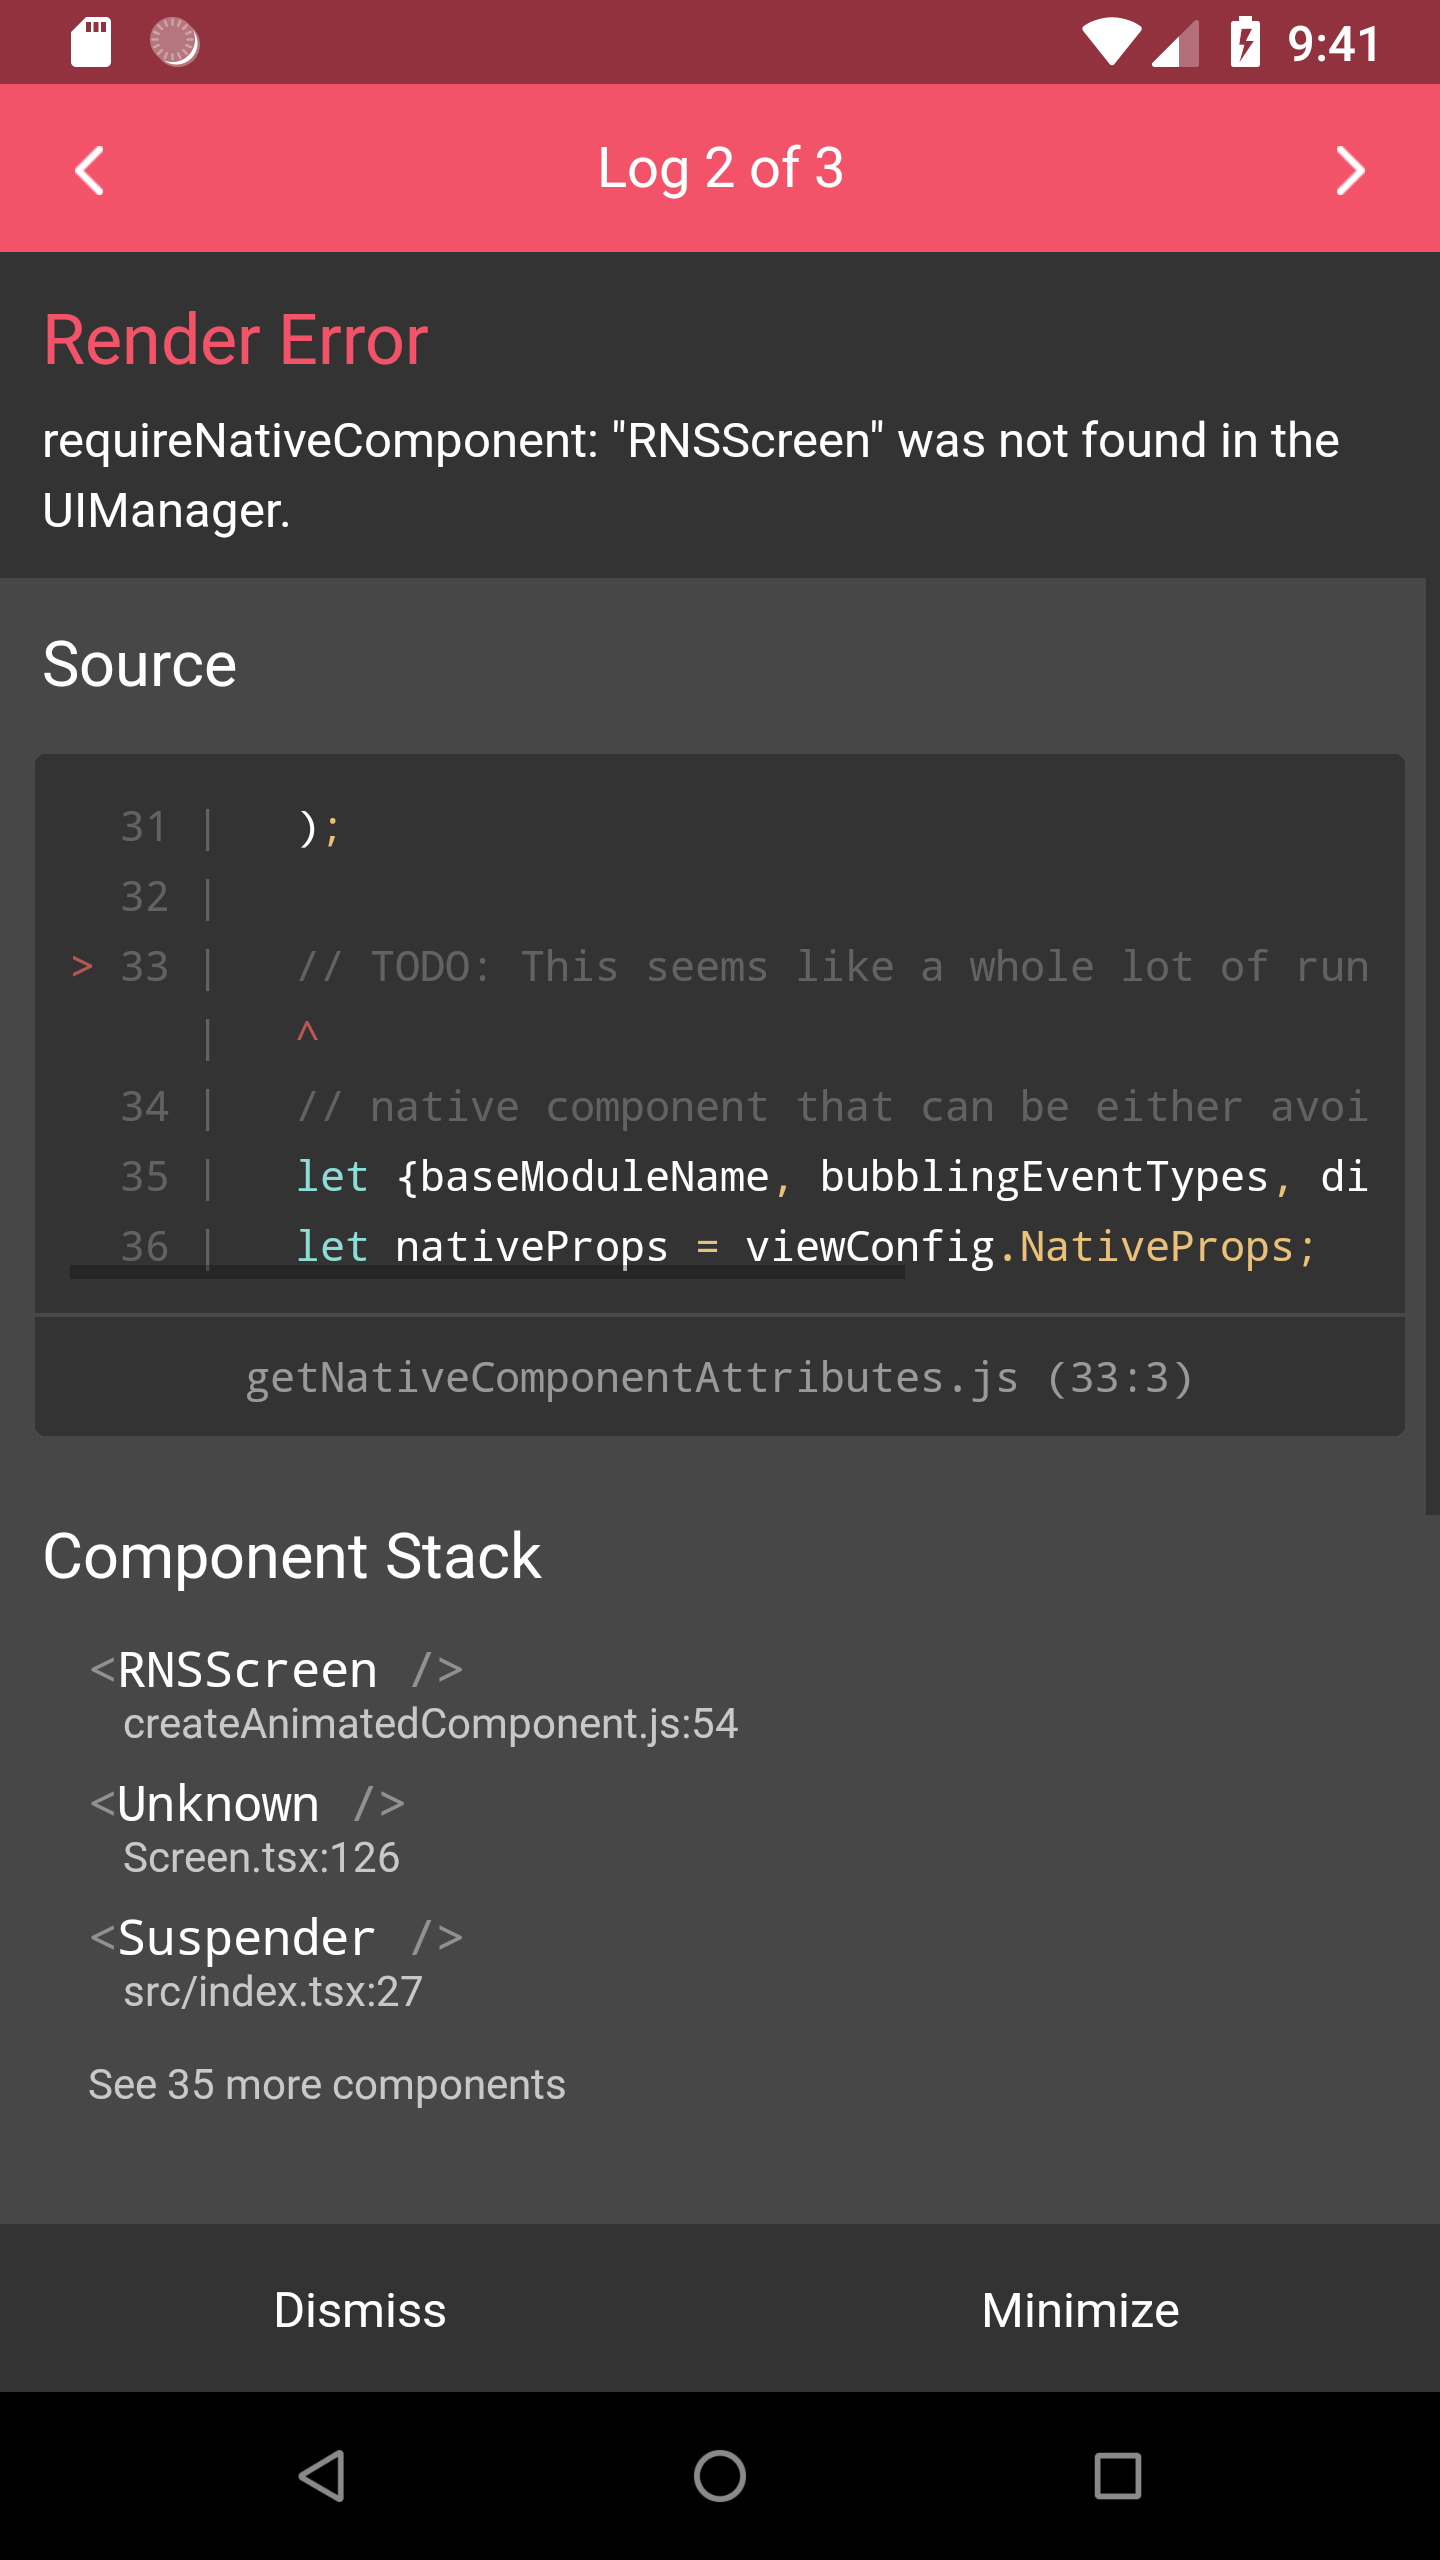 9:41
Log 2 of 3
Render Error
requireNativeComponent: "RNSScreen" was not found in the
UIManager.
Source
31 |   );
32 |
> 33 |   // TODO: This seems like a whole lot of run
|   ^
34 |   // native component that can be either avoi
35 |   let {baseModuleName, bubblingEventTypes, di
36 |   let nativeProps = viewConfig.NativeProps;
getNativeComponentAttributes.js (33:3)
Component Stack
<RNSScreen />
createAnimatedComponent.js:54
<Unknown />
Screen.tsx:126
<Suspender />
src/index.tsx:27
See 35 more components
Dismiss
Minimize